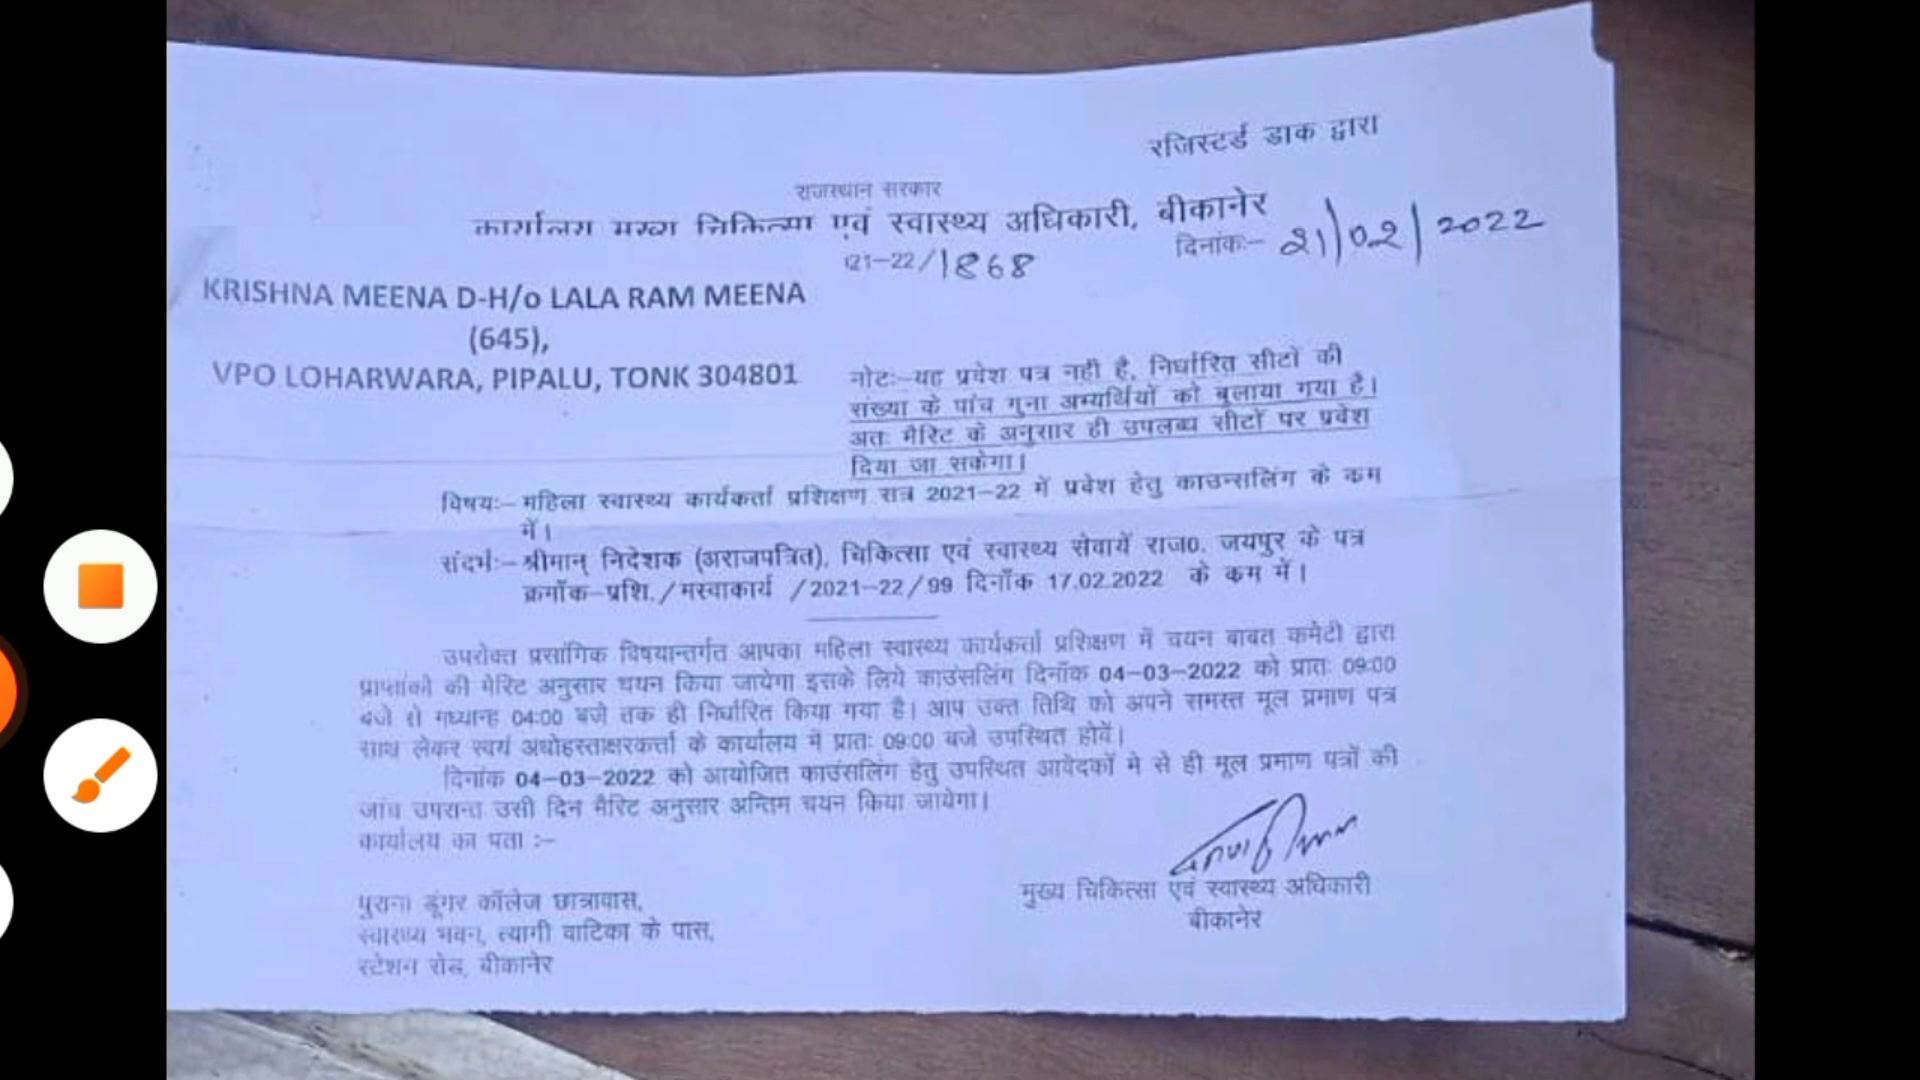 रजिस्टर्ड डाक द्वारा
राजस्थान सरकार
कार्यालय मुख्य चिकित्सा एवं स्वास्थ्य अधिकारी, बीकानेर
21-22/1868
दिनांकः- 21/02/2022
KRISHNA MEENA D-H/o LALA RAM MEENA
(645),
VPO LOHARWARA, PIPALU, TONK 304801
नोटः-यह प्रवेश पत्र नही है, निर्धारित सीटों की
संख्या के पांच गुना अभ्यर्थियों को बुलाया गया है।
अतः मैरिट के अनुसार ही उपलब्ध सीटों पर प्रवेश
दिया जा सकेगा।
विषयः- महिला स्वास्थ्य कार्यकर्ता प्रशिक्षण सत्र 2021-22 में प्रवेश हेतु काउन्सलिंग के कम
में।
संदर्भः- श्रीमान् निदेशक (अराजपत्रित), चिकित्सा एवं स्वास्थ्य सेवायें राज0. जयपुर के पत्र
क्रमॉंक-प्रशि./मस्वाकार्य /2021-22/99 दिनॉंक 17.02.2022 के कम में।
उपरोक्त प्रसांगिक विषयान्तर्गत आपका महिला स्वास्थ्य कार्यकर्ता प्रशिक्षण में चयन बाबत कमेटी द्वारा
प्राप्तांको की मेरिट अनुसार चयन किया जायेगा इसके लिये काउंसलिंग दिनॉंक 04-03-2022 को प्रातः 09:00
बजे से मध्यान्ह 04:00 बजे तक ही निर्धारित किया गया है। आप उक्त तिथि को अपने समस्त मूल प्रमाण पत्र
साथ लेकर स्वयं अधोहस्ताक्षरकर्त्ता के कार्यालय में प्रातः 09:00 बजे उपस्थित होवें।
दिनांक 04-03-2022 को आयोजित काउंसलिंग हेतु उपस्थित आवेदकों मे से ही मूल प्रमाण पत्रों की
जांच उपरान्त उसी दिन मैरिट अनुसार अन्तिम चयन किया जायेगा।
कार्यालय का पता :-
मुख्य चिकित्सा एवं स्वास्थ्य अधिकारी
बीकानेर
पुराना डूंगर कॉलेज छात्रावास,
स्वास्थ्य भवन, त्यागी वाटिका के पास,
स्टेशन रोड, बीकानेर